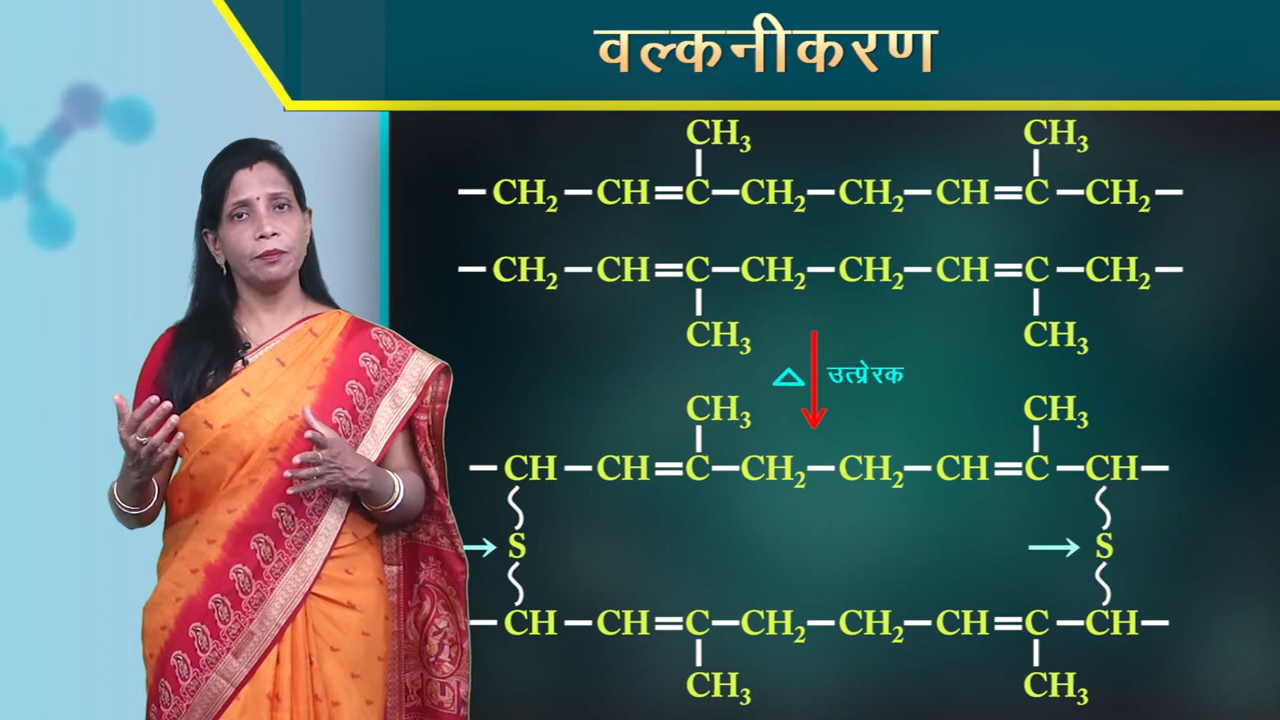 वल्कनीकरण
CH₃ CH₃
—CH₂—CH=C—CH₂—CH₂—CH=C—CH₂—
—CH₂—CH=C—CH₂—CH₂—CH=C—CH₂—
CH₃ CH₃
△ उत्प्रेरक
CH₃ CH₃
—CH—CH=C—CH₂—CH₂—CH=C—CH—
→S →S
—CH—CH=C—CH₂—CH₂—CH=C—CH—
CH₃ CH₃